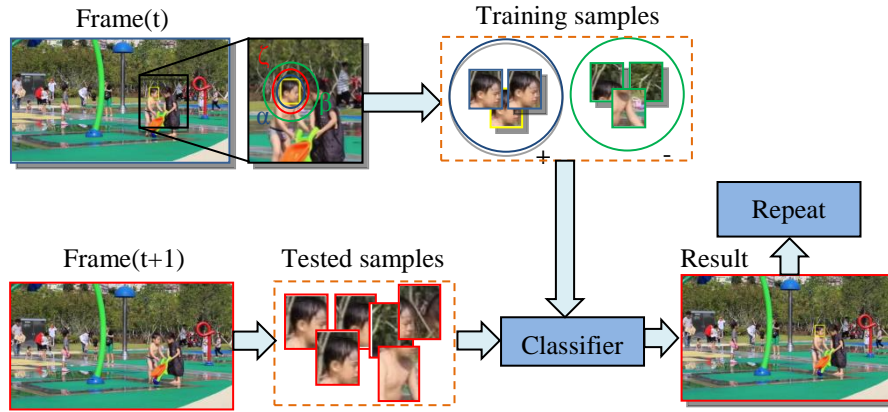 Frame(t)
Training samples
ζ
β
α
+
-
Repeat
Frame(t+1)
Tested samples
Result
Classifier